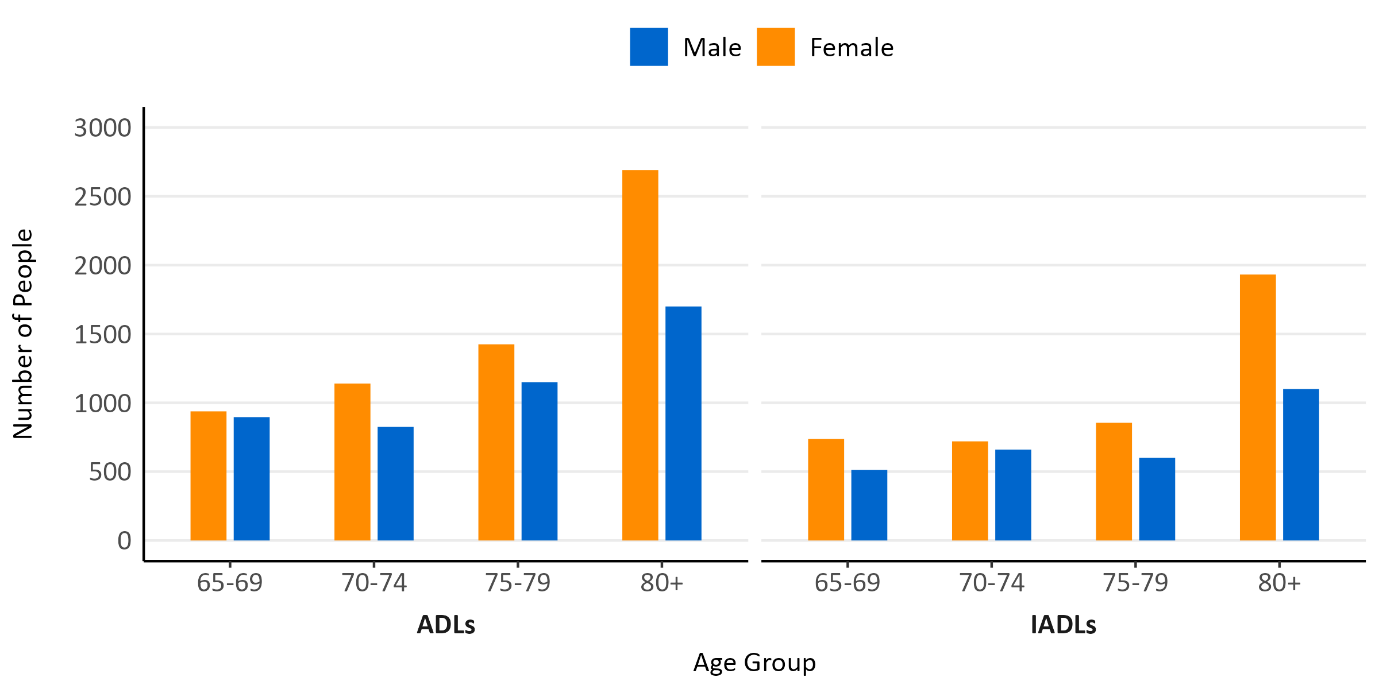 Male Female
3000
2500
2000
1500
1000
500
0
Number of People
65-69 70-74 75-79 80+ 65-69 70-74 75-79 80+
ADLs IADLs
Age Group